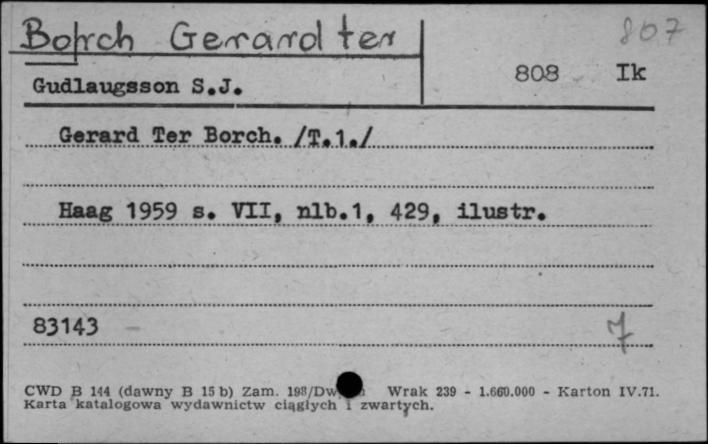 807
Borch Gerard ter
808 Ik
Gudlaugsson S.J.
Gerard Ter Borch. /T.1./
Haag 1959 s. VII, nlb.1, 429, ilustr.
83143
7
CWD B 144 (dawny B 15 b) Zam. 198/ Wrak 239 - 1.660.000 - Karton IV.71.
Karta katalogowa wydawnictw ciągłych i zwartych.